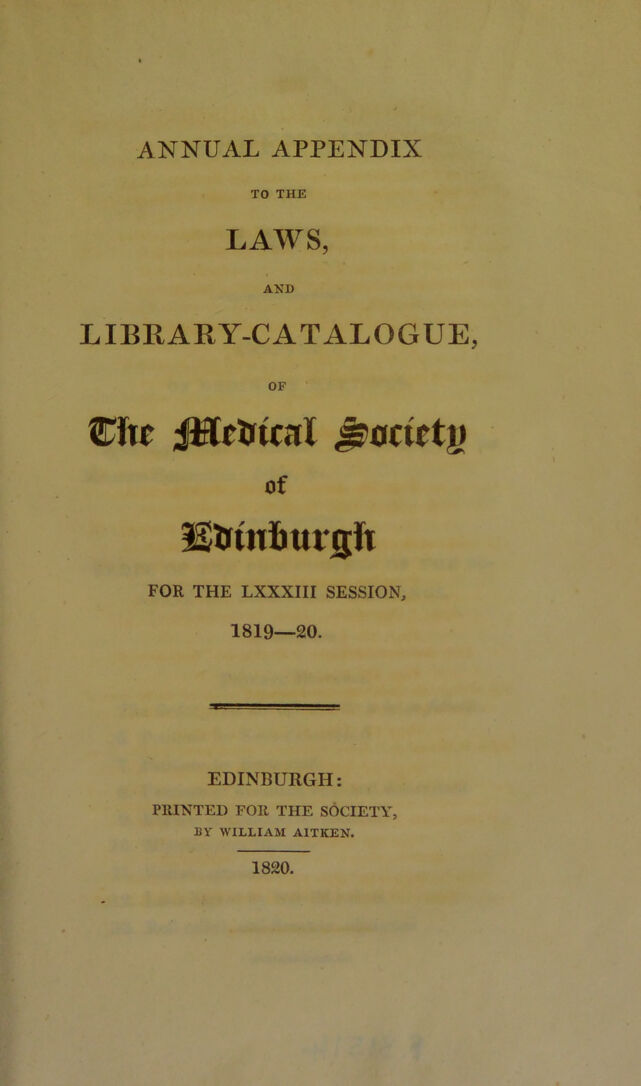 ANNUAL APPENDIX
TO THE
LAWS,
AND
LIBRARY-CATALOGUE,
OF
The Medical Society
of
Edinburgh
FOR THE LXXXIII SESSION,
1819—20.
EDINBURGH:
PRINTED FOR THE SOCIETY,
BY WILLIAM AITKEN.
1820.